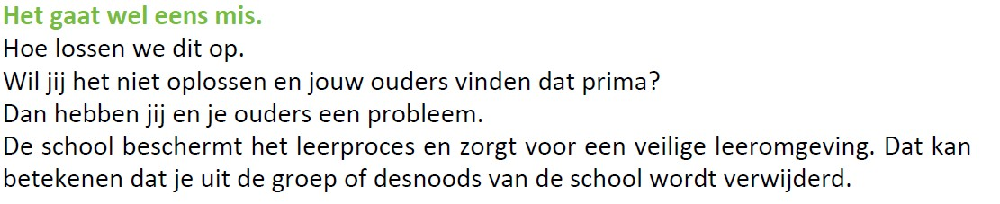 Het gaat wel eens mis.
Hoe lossen we dit op.
Wil jij het niet oplossen en jouw ouders vinden dat prima?
Dan hebben jij en je ouders een probleem.
De school beschermt het leerproces en zorgt voor een veilige leeromgeving. Dat kan
betekenen dat je uit de groep of desnoods van de school wordt verwijderd.